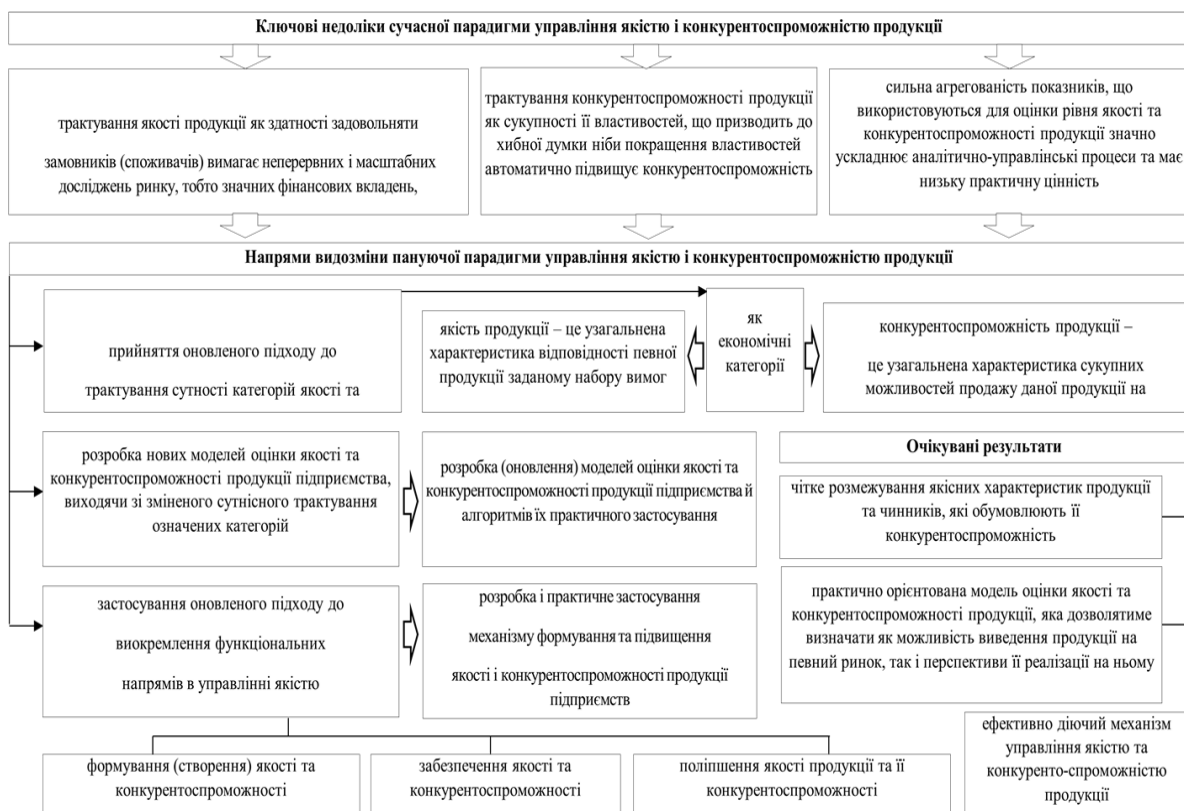 Ключові недоліки сучасної парадигми управління якістю і конкурентоспроможністю продукції
трактування якості продукції як здатності задовольняти
замовників (споживачів) вимагає неперервних і масштабних
досліджень ринку, тобто значних фінансових вкладень,
трактування конкурентоспроможності продукції
як сукупності її властивостей, що призводить до
хибної думки ніби покращення властивостей
автоматично підвищує конкурентоспроможність
сильна агрегованість показників, що
використовуються для оцінки рівня якості та
конкурентоспроможності продукції значно
ускладнює аналітично-управлінські процеси та має
низьку практичну цінність
Напрями видозміни пануючої парадигми управління якістю і конкурентоспроможністю продукції
прийняття оновленого підходу до
трактування сутності категорій якості та
якість продукції – це узагальнена
характеристика відповідності певної
продукції заданому набору вимог
як
економічні
категорії
конкурентоспроможність продукції –
це узагальнена характеристика сукупних
можливостей продажу даної продукції на
розробка нових моделей оцінки якості та
конкурентоспроможності продукції підприємства,
виходячи зі зміненого сутнісного трактування
означених категорій
розробка (оновлення) моделей оцінки якості та
конкурентоспроможності продукції підприємства й
алгоритмів їх практичного застосування
Очікувані результати
чітке розмежування якісних характеристик продукції
та чинників, які обумовлюють її
конкурентоспроможність
застосування оновленого підходу до
виокремлення функціональних
напрямів в управлінні якістю
розробка і практичне застосування
механізму формування та підвищення
якості і конкурентоспроможності продукції
підприємств
практично орієнтована модель оцінки якості та
конкурентоспроможності продукції, яка дозволятиме
визначати як можливість виведення продукції на
певний ринок, так і перспективи її реалізації на ньому
формування (створення) якості та
конкурентоспроможності
забезпечення якості та
конкурентоспроможності
поліпшення якості продукції та її
конкурентоспроможності
ефективно діючий механізм
управління якістю та
конкуренто-спроможністю
продукції